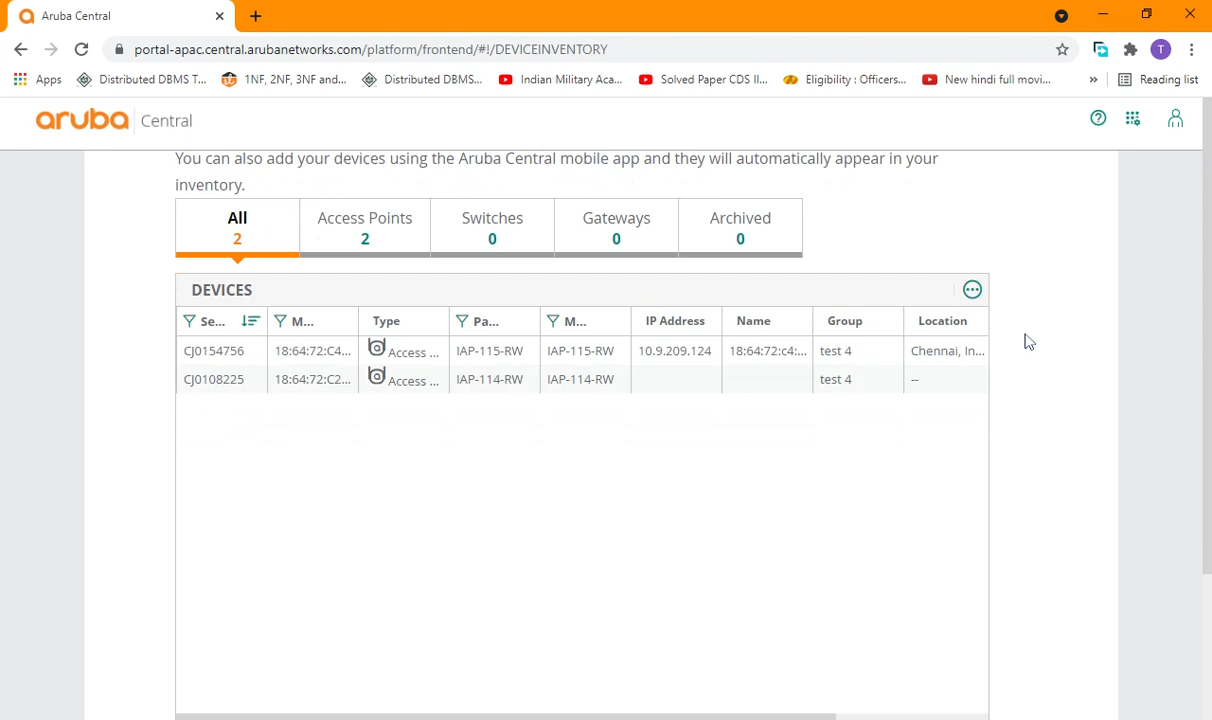 Aruba Central
portal-apac.central.arubanetworks.com/platform/frontend/#!/DEVICEINVENTORY
T
Apps Distributed DBMS T... 1NF, 2NF, 3NF and... Distributed DBMS... Indian Military Aca... Solved Paper CDS II... Eligibility : Officers... New hindi full movi... » Reading list
aruba Central
You can also add your devices using the Aruba Central mobile app and they will automatically appear in your
inventory.
All Access Points Switches Gateways Archived
2 2 0 0 0
DEVICES
Se... M... Type Pa... M... IP Address Name Group Location
CJ0154756 18:64:72:C4... Access ... IAP-115-RW IAP-115-RW 10.9.209.124 18:64:72:c4:... test 4 Chennai, In...
CJ0108225 18:64:72:C2... Access ... IAP-114-RW IAP-114-RW test 4 --